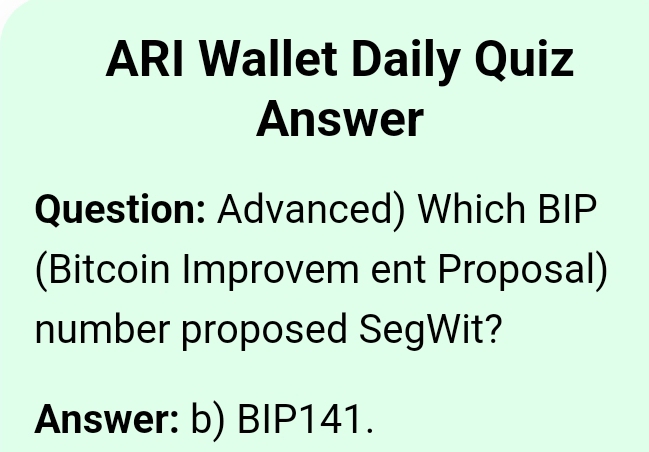 ARI Wallet Daily Quiz
Answer
Question: Advanced) Which BIP
(Bitcoin Improvem ent Proposal)
number proposed SegWit?
Answer: b) BIP141.